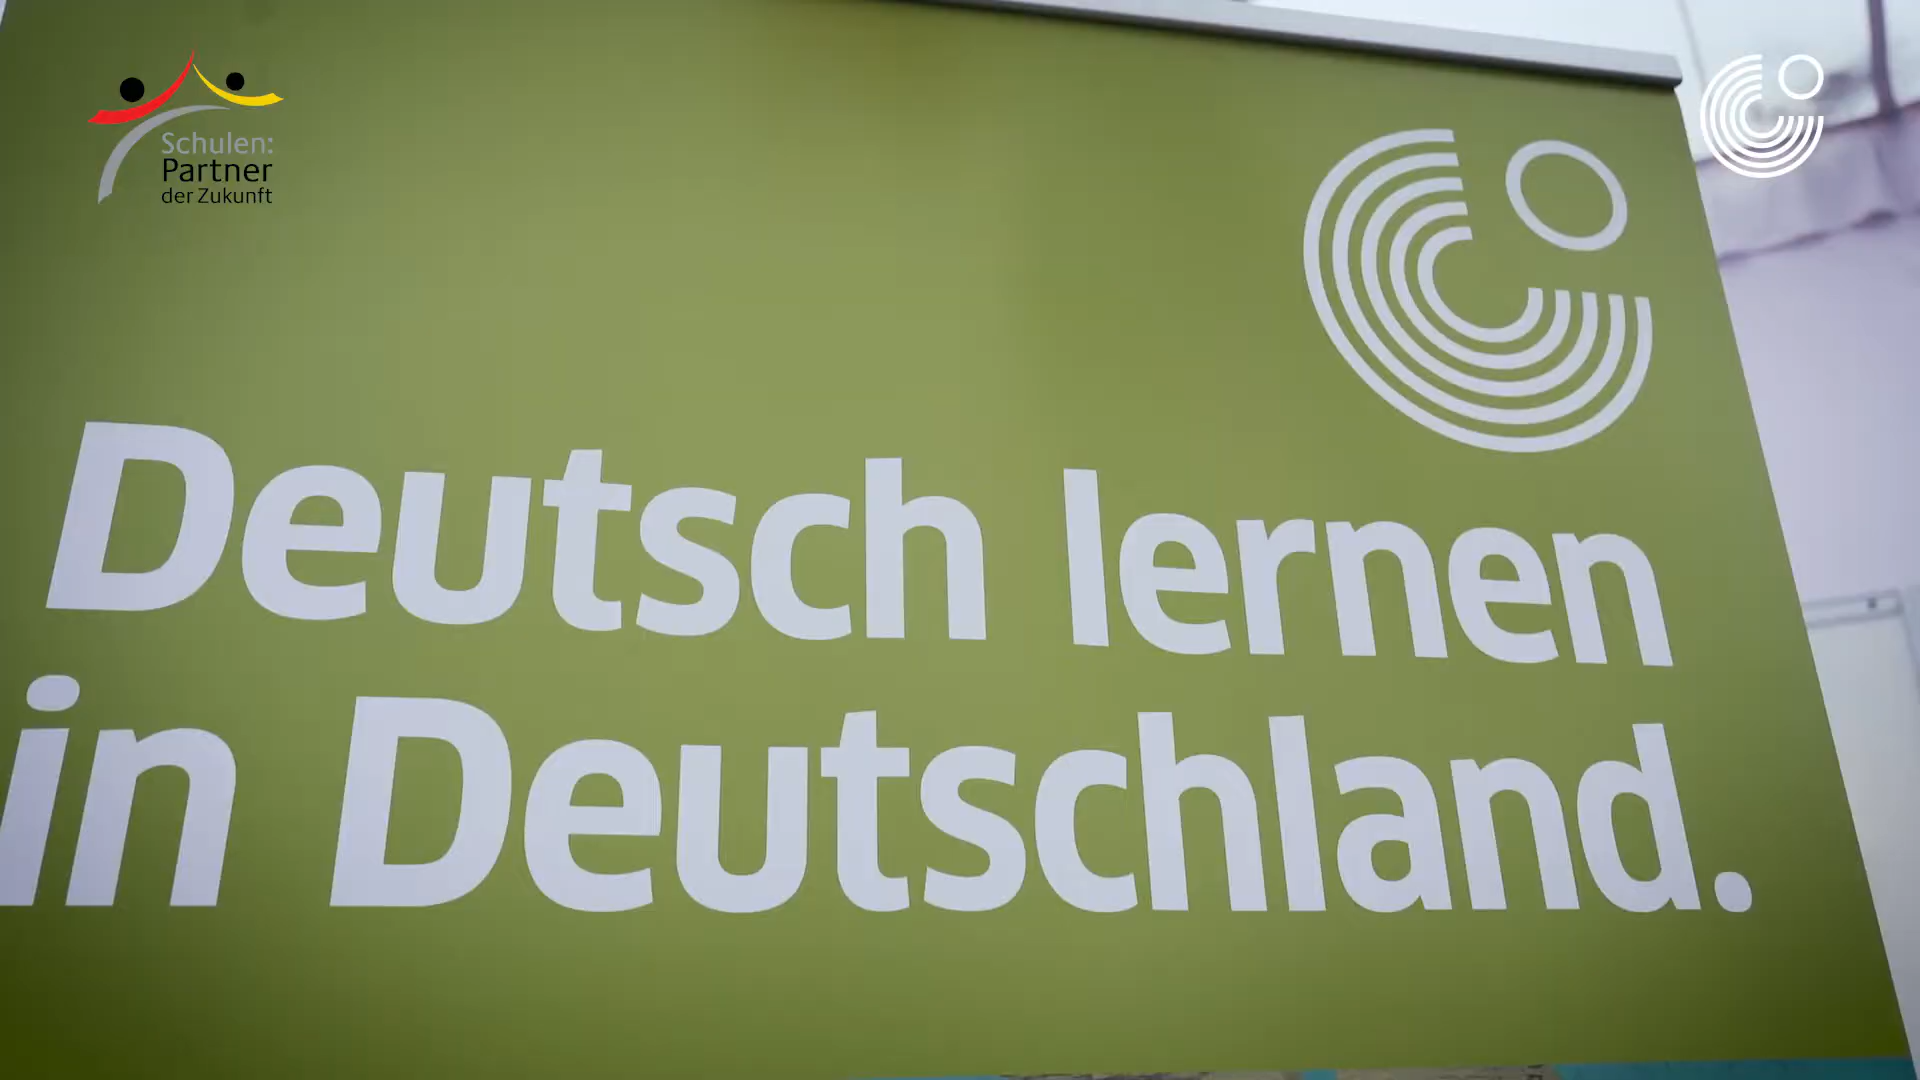 Schulen:
Partner
der Zukunft
Deutsch lernen
in Deutschland.